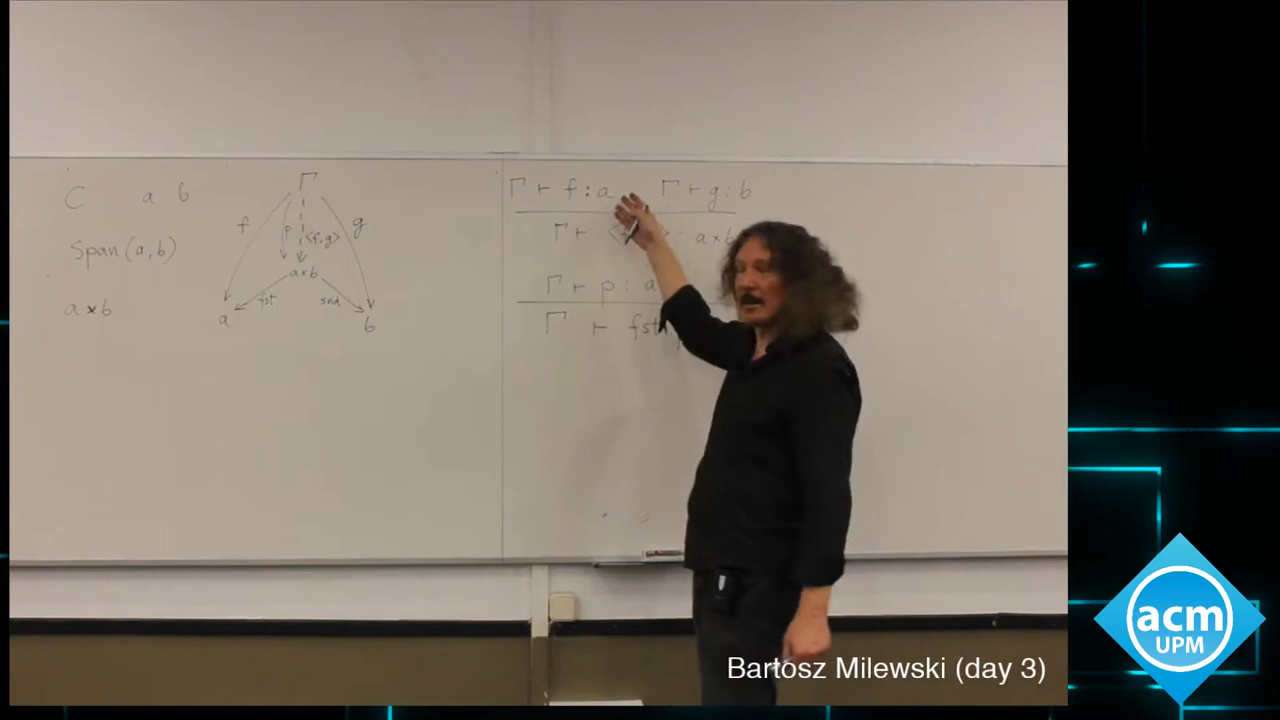 C a b
Span(a,b)
a×b
Γ
f p <f,g> g
a×b
fst snd
a b
Γ ⊢ f : a Γ ⊢ g : b
Γ ⊢ < > : a×b
Γ ⊢ p : a
Γ ⊢ fst
acm
UPM
Bartosz Milewski (day 3)